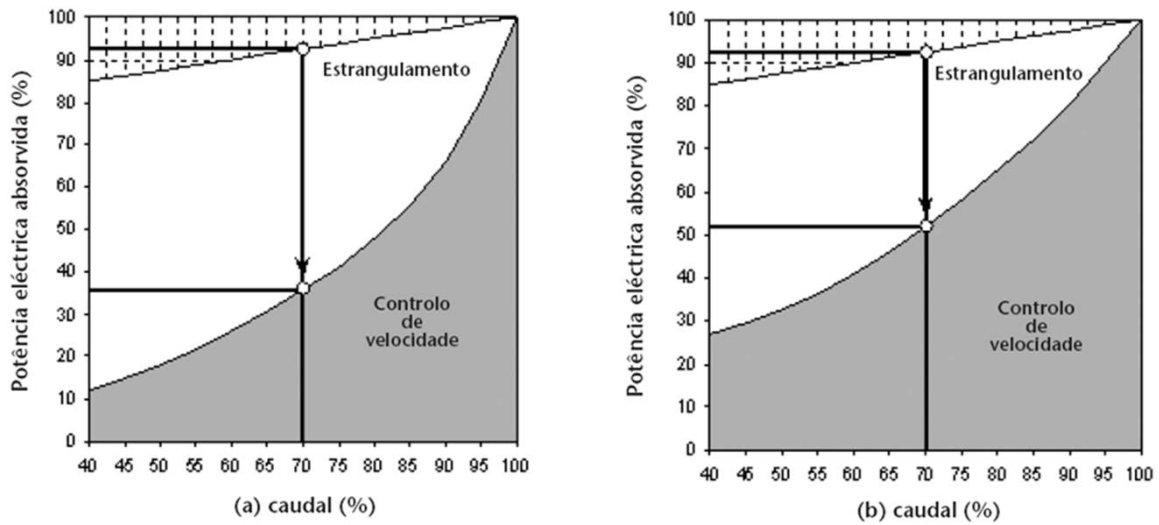 Potência eléctrica absorvida (%)
100
90
80
70
60
50
40
30
20
10
0
Estrangulamento
Controlo
de
velocidade
40 45 50 55 60 65 70 75 80 85 90 95 100
(a) caudal (%)
Potência eléctrica absorvida (%)
100
90
80
70
60
50
40
30
20
10
0
Estrangulamento
Controlo
de
velocidade
40 45 50 55 60 65 70 75 80 85 90 95 100
(b) caudal (%)